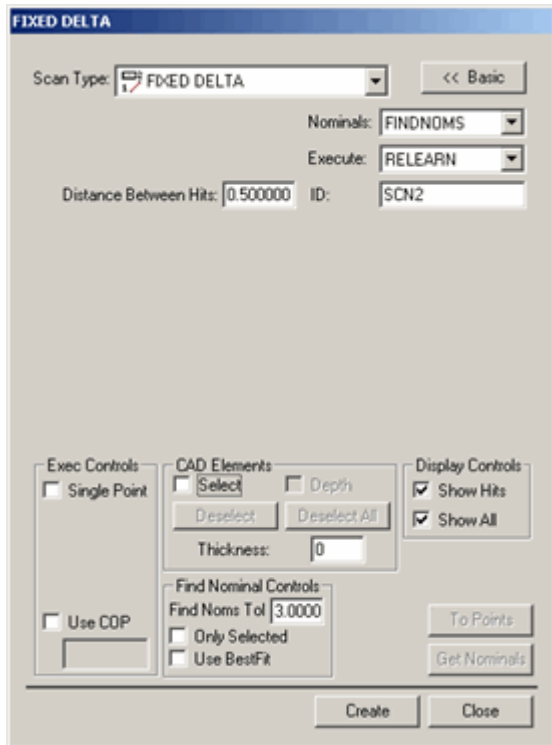 FIXED DELTA
Scan Type: FIXED DELTA << Basic
Nominals: FINDNOMS
Execute: RELEARN
Distance Between Hits: 0.500000 ID: SCN2
Exec Controls CAD Elements Display Controls
Single Point Select Depth Show Hits
Deselect Deselect All Show All
Thickness: 0
Find Nominal Controls
Find Noms Tol 3.0000 To Points
Use COP Only Selected
Use BestFit Get Nominals
Create Close